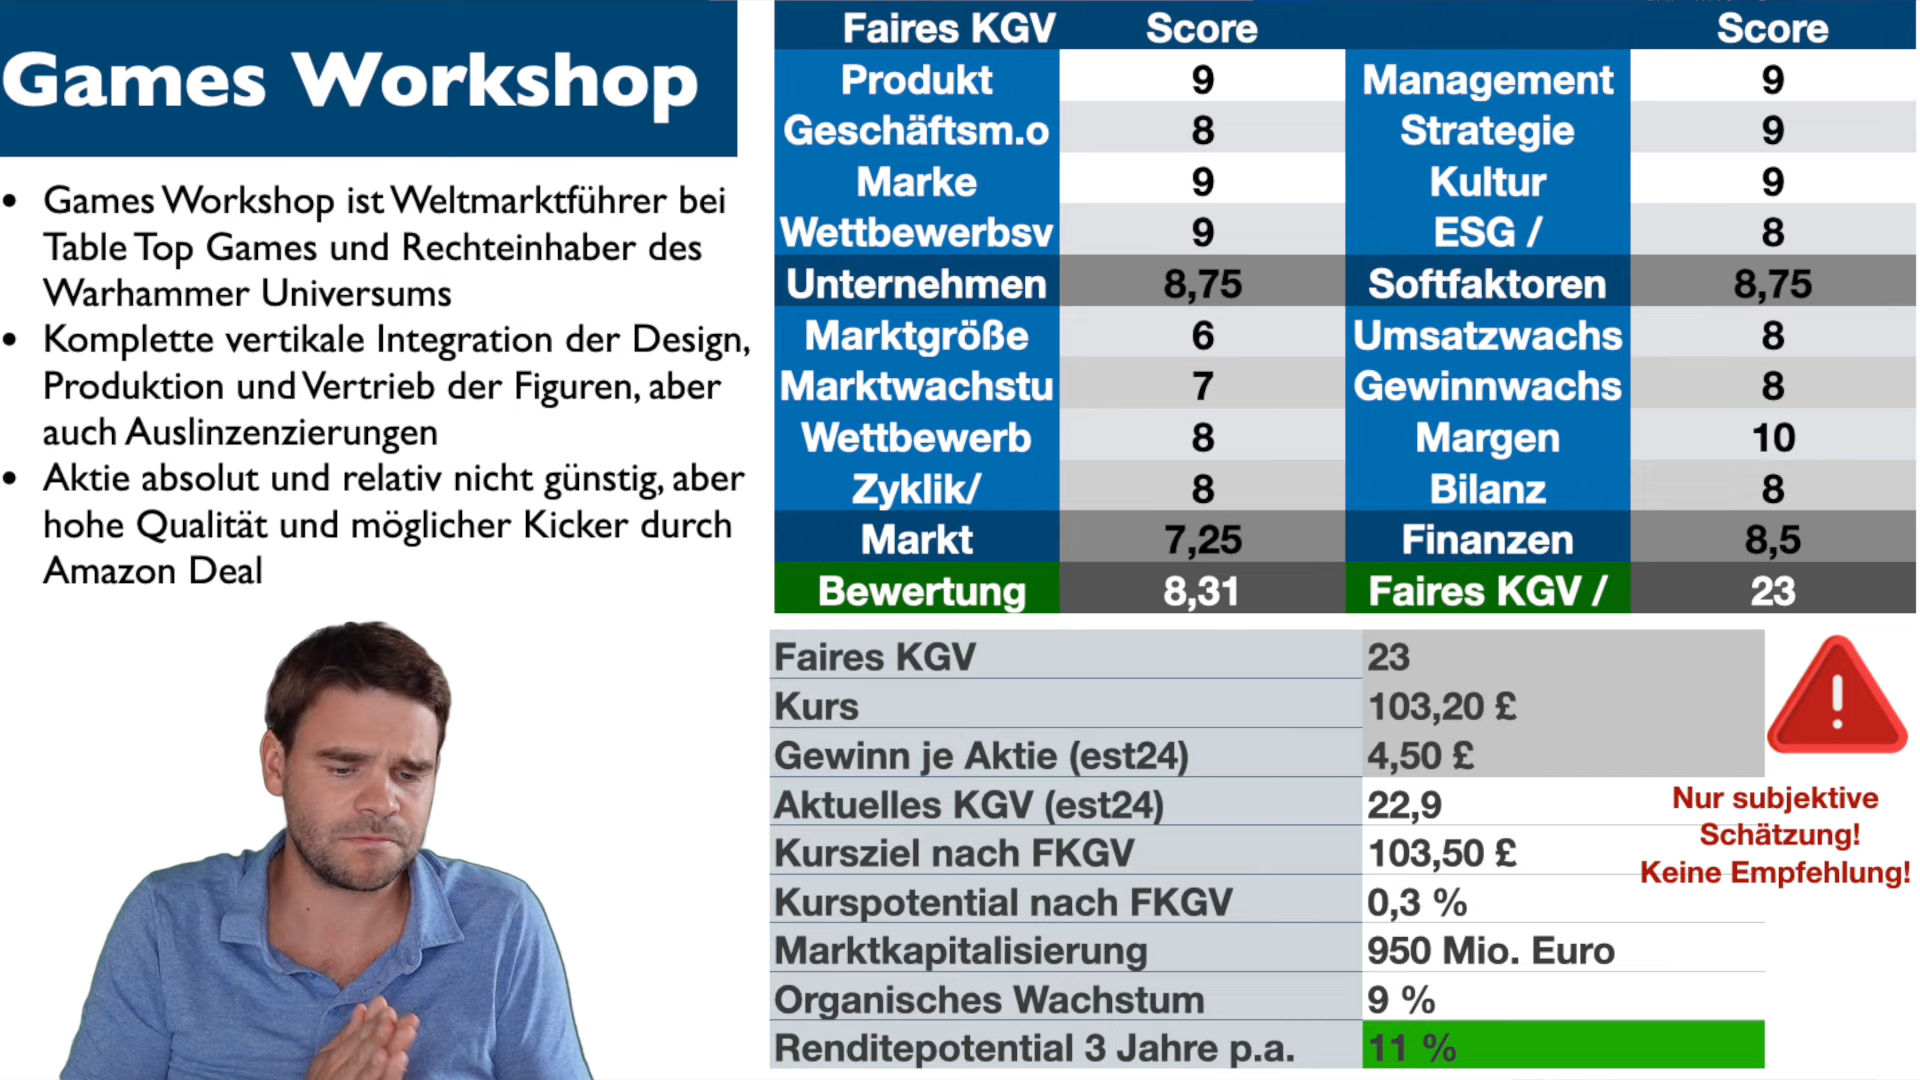 Games Workshop
• Games Workshop ist Weltmarktführer bei
Table Top Games und Rechteinhaber des
Warhammer Universums
• Komplette vertikale Integration der Design,
Produktion und Vertrieb der Figuren, aber
auch Auslinzenzierungen
• Aktie absolut und relativ nicht günstig, aber
hohe Qualität und möglicher Kicker durch
Amazon Deal
Faires KGV Score Score
Produkt 9 Management 9
Geschäftsm.o 8 Strategie 9
Marke 9 Kultur 9
Wettbewerbsv 9 ESG / 8
Unternehmen 8,75 Softfaktoren 8,75
Marktgröße 6 Umsatzwachs 8
Marktwachstu 7 Gewinnwachs 8
Wettbewerb 8 Margen 10
Zyklik/ 8 Bilanz 8
Markt 7,25 Finanzen 8,5
Bewertung 8,31 Faires KGV / 23
Faires KGV 23
Kurs 103,20 £
Gewinn je Aktie (est24) 4,50 £
Aktuelles KGV (est24) 22,9
Kursziel nach FKGV 103,50 £
Kurspotential nach FKGV 0,3 %
Marktkapitalisierung 950 Mio. Euro
Organisches Wachstum 9 %
Renditepotential 3 Jahre p.a. 11 %
!
Nur subjektive
Schätzung!
Keine Empfehlung!